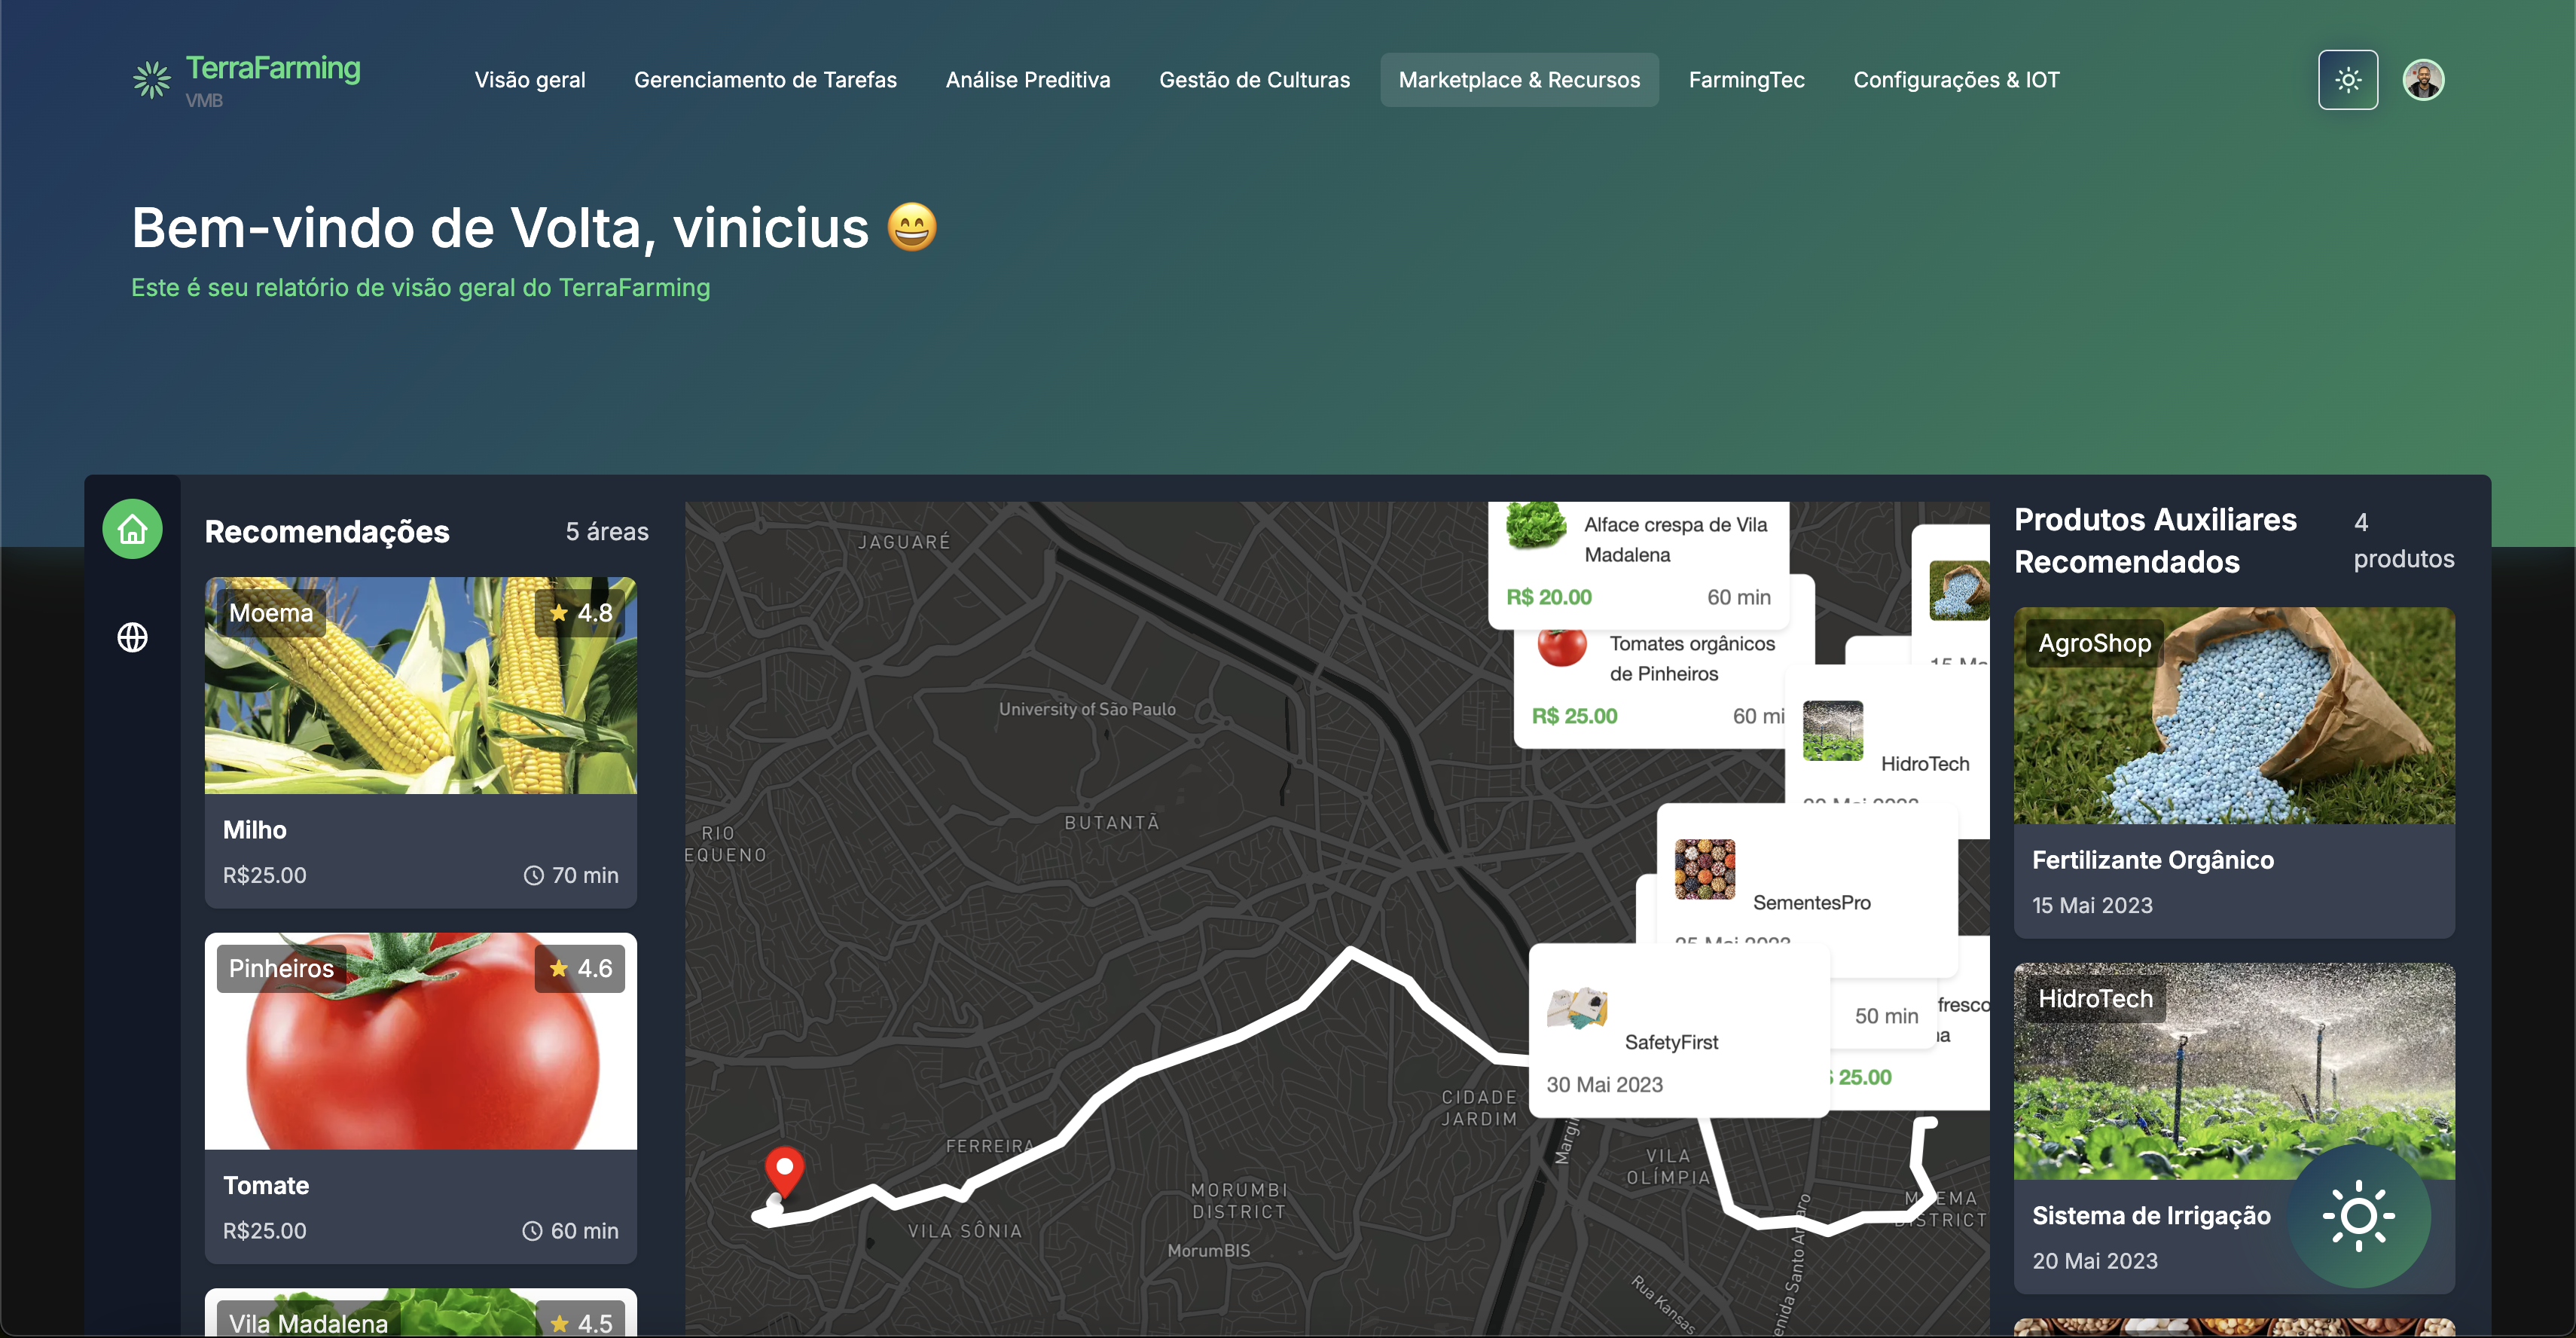 TerraFarming
VMB
Visão geral
Gerenciamento de Tarefas
Análise Preditiva
Gestão de Culturas
Marketplace & Recursos
FarmingTec
Configurações & IOT
Bem-vindo de Volta, vinicius 😄
Este é seu relatório de visão geral do TerraFarming
Recomendações
5 áreas
Moema
4.8
Milho
R$25.00
70 min
Pinheiros
4.6
Tomate
R$25.00
60 min
Vila Madalena
4.5
JAGUARÉ
University of São Paulo
BUTANTÃ
RIO
EQUENO
FERREIRA
VILA SÔNIA
MORUMBI
DISTRICT
MorumBIS
CIDADE
JARDIM
VILA
OLÍMPIA
DISTRICT
Rua Kansas
Alface crespa de Vila
Madalena
R$ 20.00
60 min
Tomates orgânicos
de Pinheiros
R$ 25.00
60 mi
HidroTech
SementesPro
25 Mai 2023
SafetyFirst
30 Mai 2023
50 min
fresco
25.00
Produtos Auxiliares
Recomendados
4
produtos
AgroShop
Fertilizante Orgânico
15 Mai 2023
HidroTech
Sistema de Irrigação
20 Mai 2023